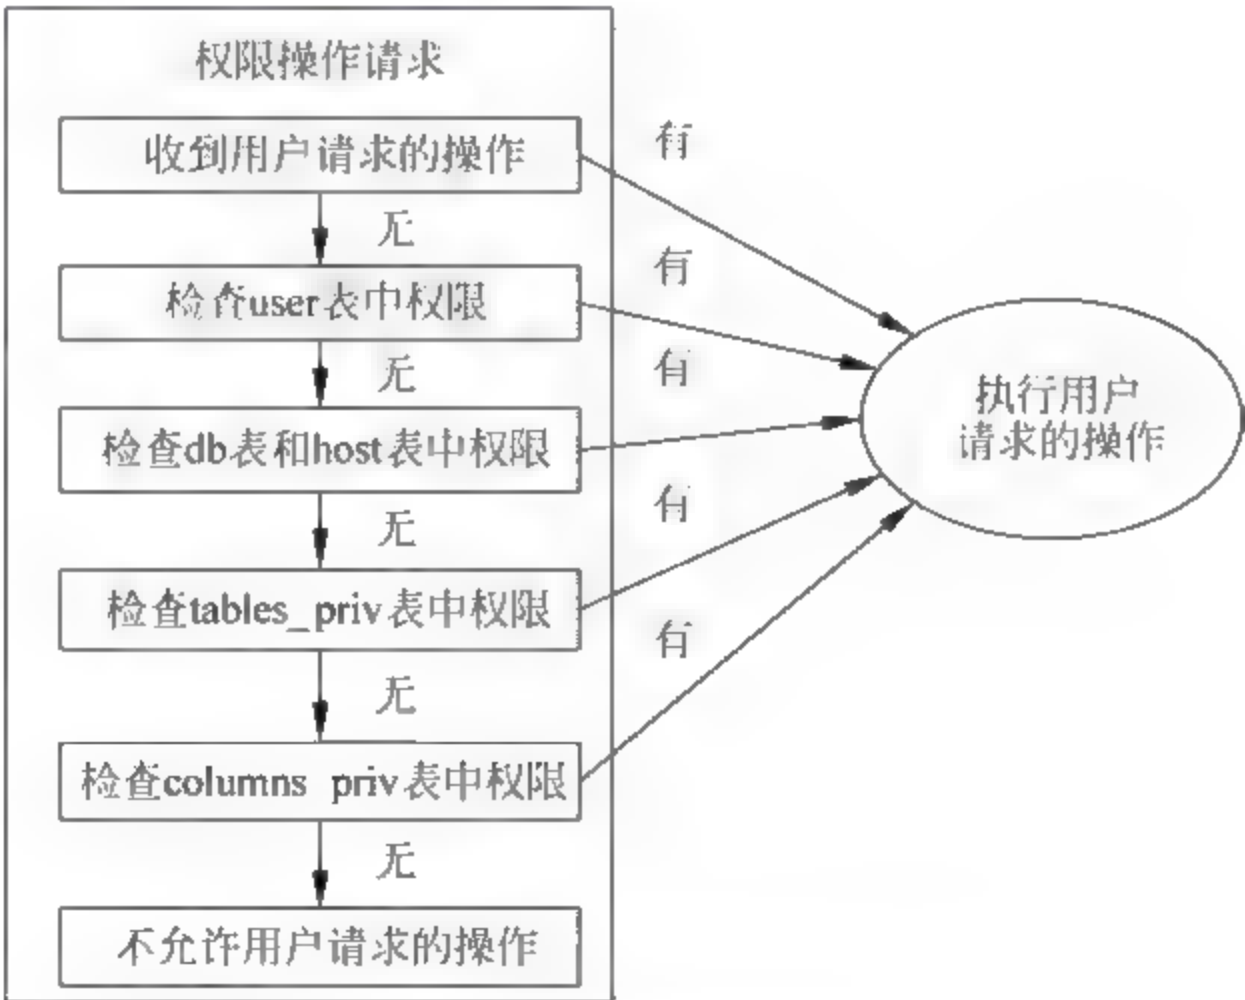 权限操作请求
收到用户请求的操作
有
无
有
检查user表中权限
无
有
检查db表和host表中权限
执行用户
请求的操作
无
有
检查tables_priv表中权限
无
有
检查columns priv表中权限
无
不允许用户请求的操作